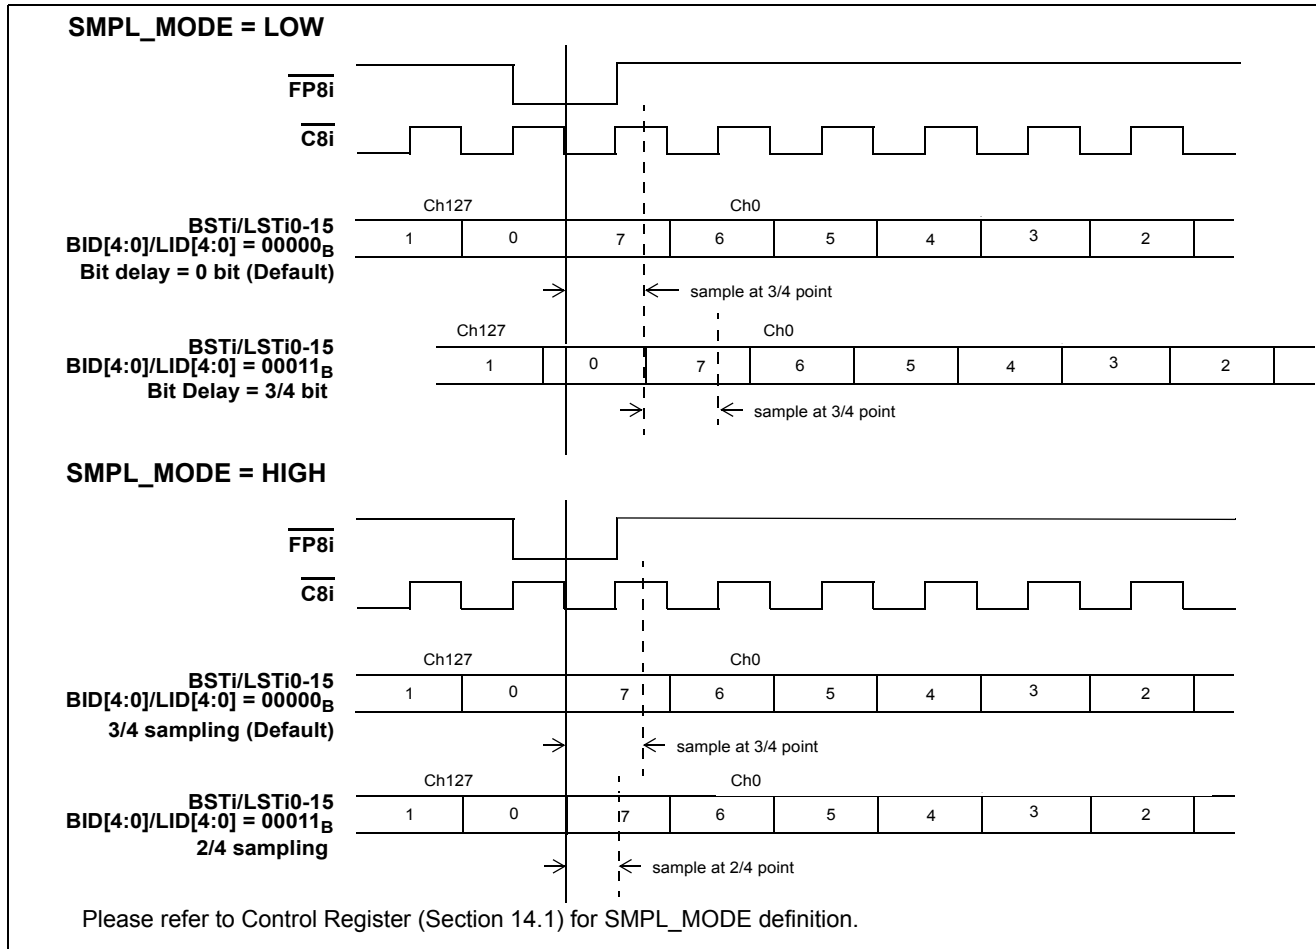 SMPL_MODE = LOW
FP8i
C8i
Ch127 Ch0
BSTi/LSTi0-15
BID[4:0]/LID[4:0] = 00000B
Bit delay = 0 bit (Default)
1 0 7 6 5 4 3 2
sample at 3/4 point
Ch127 Ch0
BSTi/LSTi0-15
BID[4:0]/LID[4:0] = 00011B
Bit Delay = 3/4 bit
1 0 7 6 5 4 3 2
sample at 3/4 point
SMPL_MODE = HIGH
FP8i
C8i
Ch127 Ch0
BSTi/LSTi0-15
BID[4:0]/LID[4:0] = 00000B
3/4 sampling (Default)
1 0 7 6 5 4 3 2
sample at 3/4 point
Ch127 Ch0
BSTi/LSTi0-15
BID[4:0]/LID[4:0] = 00011B
2/4 sampling
1 0 7 6 5 4 3 2
sample at 2/4 point
Please refer to Control Register (Section 14.1) for SMPL_MODE definition.